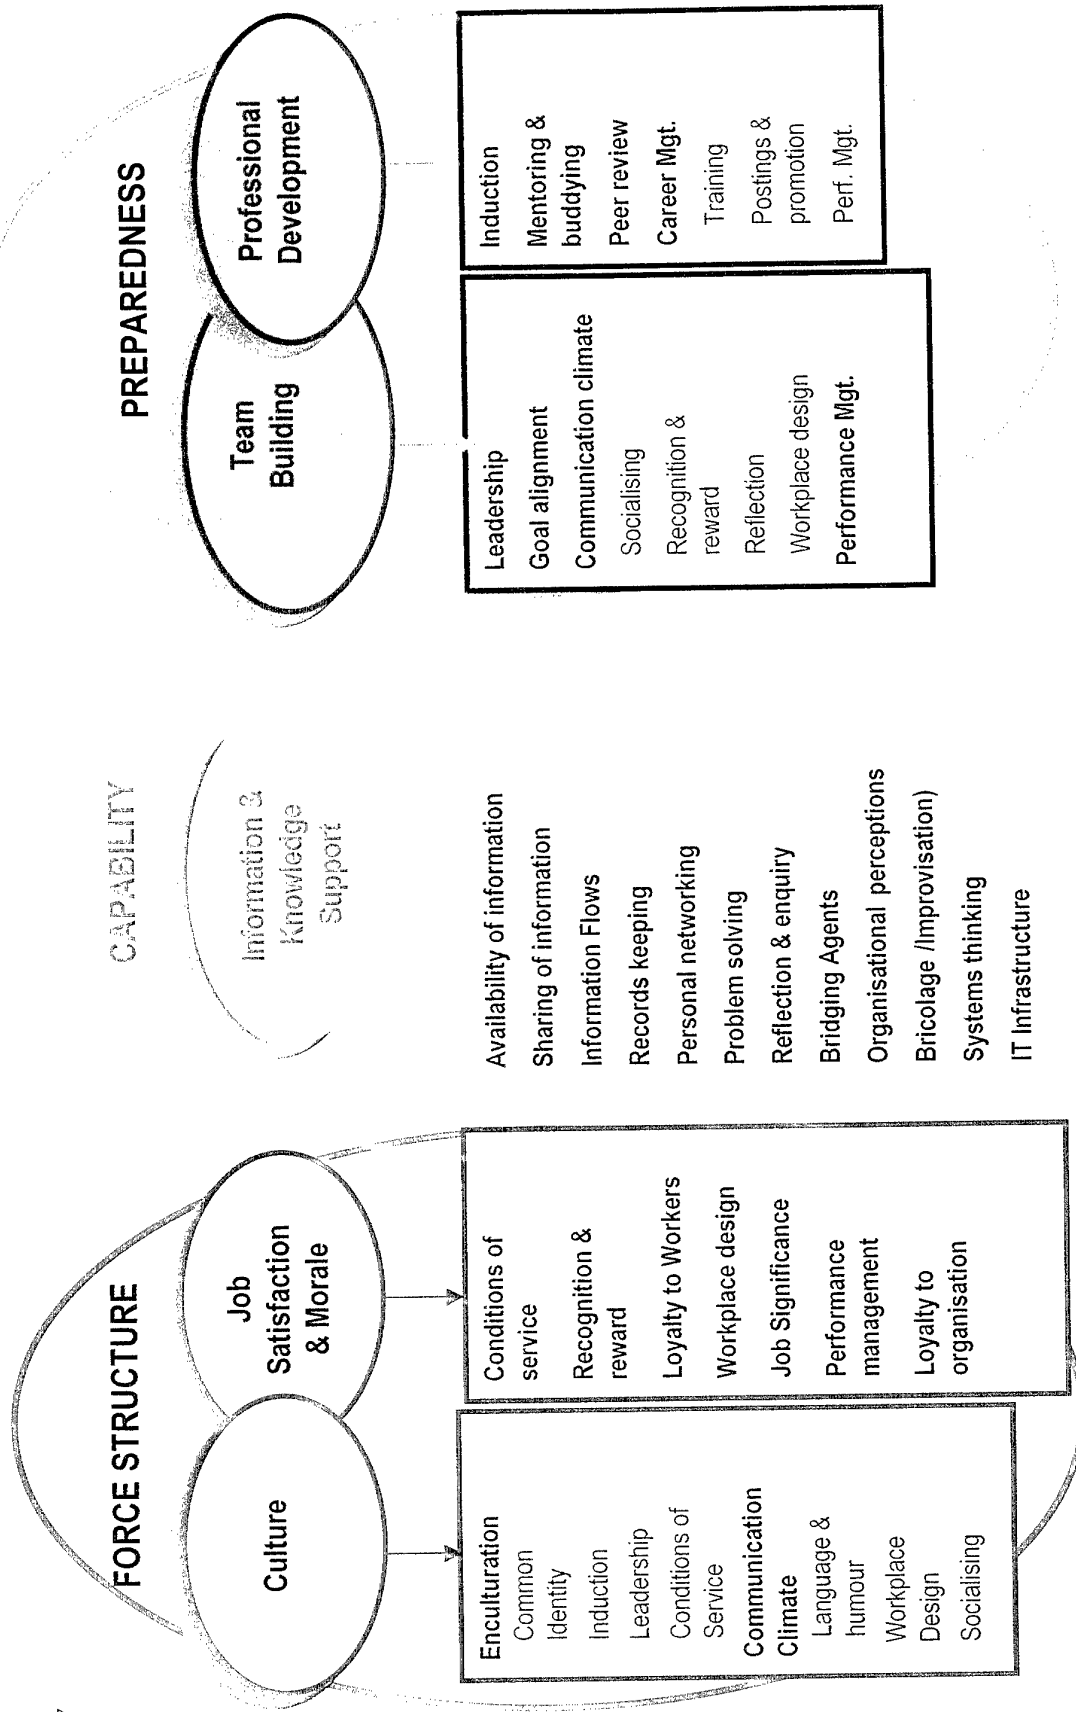 FORCE STRUCTURE
Culture
Job
Satisfaction
& Morale
Enculturation
Common
Identity
Induction
Leadership
Conditions of
Service
Communication
Climate
Language &
humour
Workplace
Design
Socialising
Conditions of
service
Recognition &
reward
Loyalty to Workers
Workplace design
Job Significance
Performance
management
Loyalty to
organisation
CAPABILITY
Information &
Knowledge
Support
Availability of information
Sharing of information
Information Flows
Records keeping
Personal networking
Problem solving
Reflection & enquiry
Bridging Agents
Organisational perceptions
Bricolage /Improvisation)
Systems thinking
IT Infrastructure
PREPAREDNESS
Team
Building
Professional
Development
Leadership
Goal alignment
Communication climate
Socialising
Recognition &
reward
Reflection
Workplace design
Performance Mgt.
Induction
Mentoring &
buddying
Peer review
Career Mgt.
Training
Postings &
promotion
Perf. Mgt.